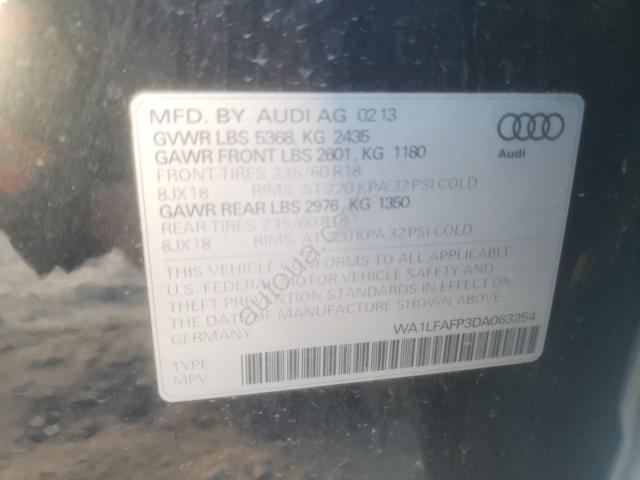 MFD. BY AUDI AG 02 13
GVWR LBS 5368, KG 2435
GAWR FRONT LBS 2601, KG 1180
FRONT-TIRES 235/60 R18
8JX18 RIMS, AT 220 KPA 32 PSI COLD
GAWR REAR LBS 2976, KG 1350
REAR-TIRES 235/60 R18
8JX18 RIMS, AT 220 KPA 32 PSI COLD
THIS VEHICLE CONFORMS TO ALL APPLICABLE
U.S. FEDERAL MOTOR VEHICLE SAFETY AND
THEFT PREVENTION STANDARDS IN EFFECT ON
THE DATE OF MANUFACTURE SHOWN ABOVE.
GERMANY
WA1LFAFP3DA063254
TYPE
MPV
Audi